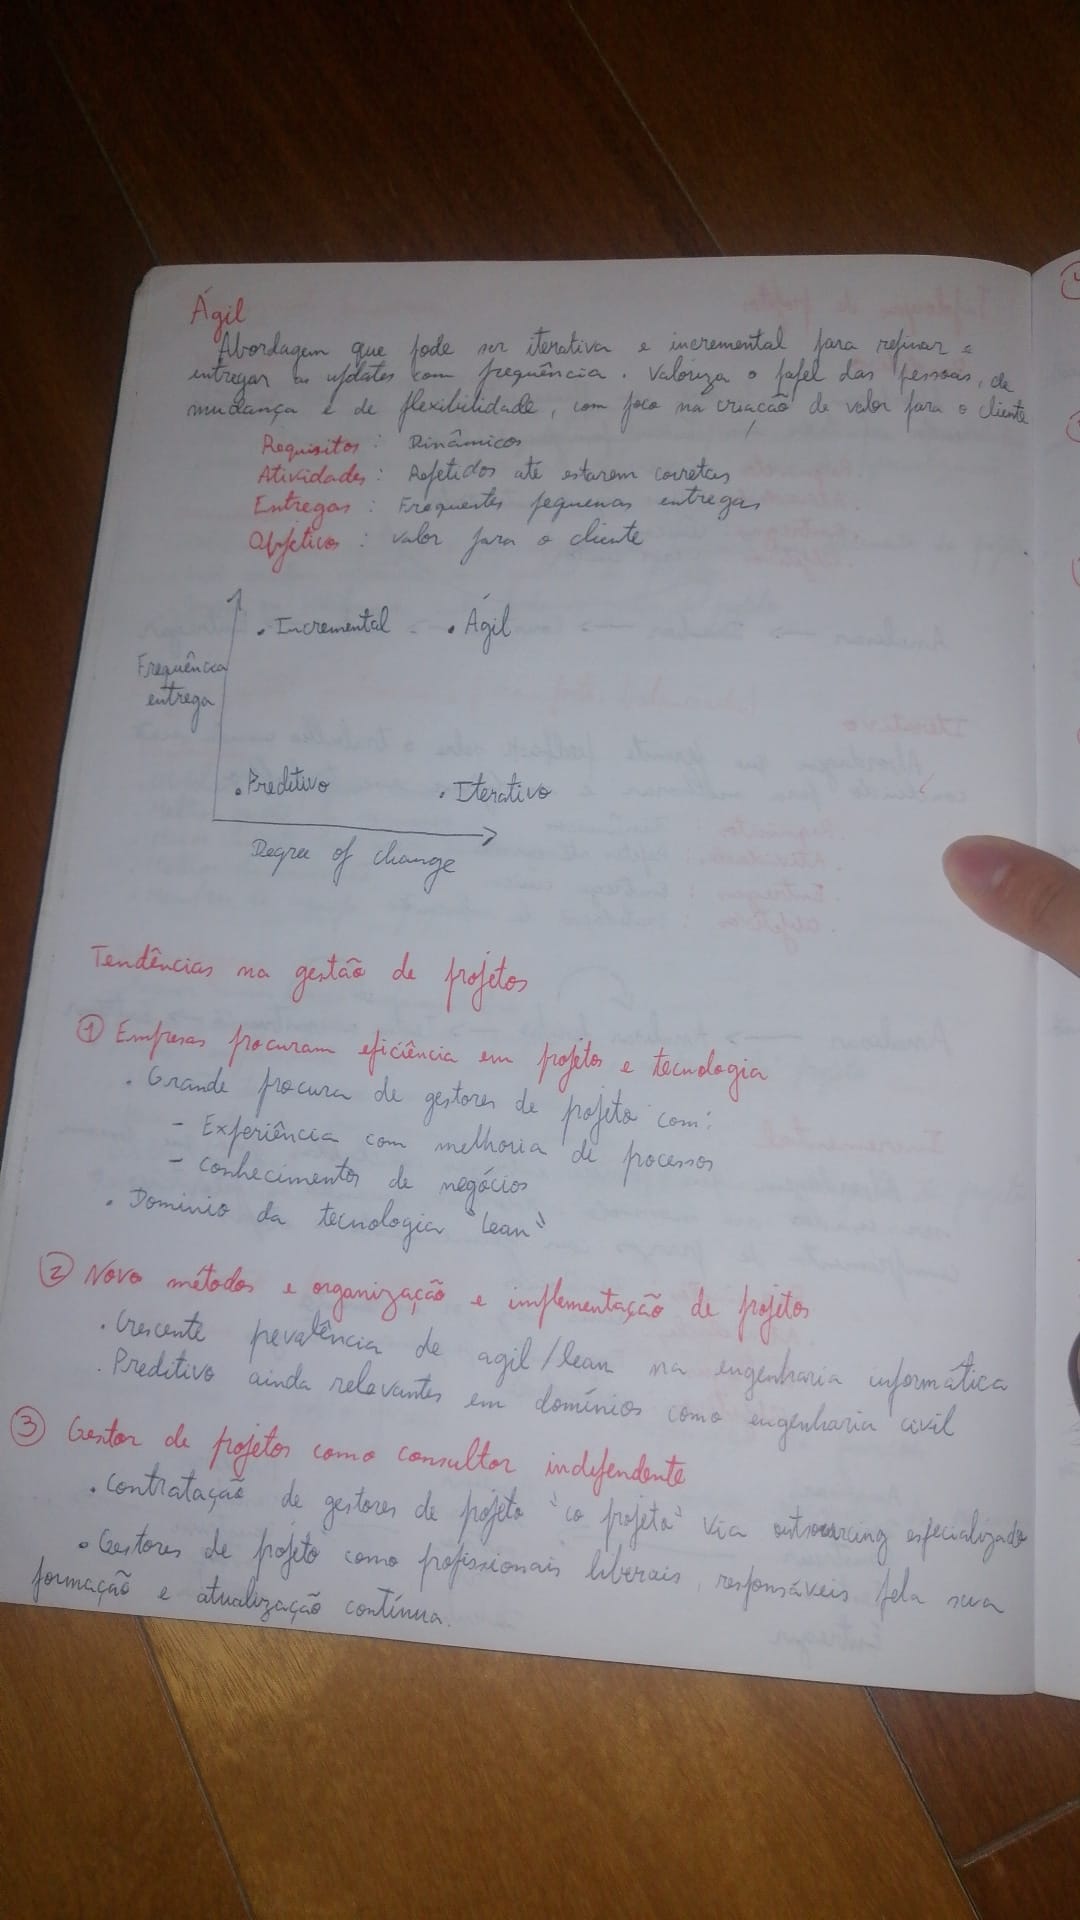 Ágil
Abordagem que pode ser iterativa e incremental para refinar e
entregar os updates com frequência. Valoriza o papel das pessoas, de
mudança e de flexibilidade, com foco na criação de valor para o cliente
Requisitos : Dinâmicos
Atividades : Repetidos até estarem corretas
Entregas : Frequentes pequenas entregas
Objetivo : valor para o cliente
• Incremental • Ágil
Frequência
entrega
• Preditivo • Iterativo
Degree of change
Tendências na gestão de projetos
① Empresas procuram eficiência em projetos e tecnologia
• Grande procura de gestores de projeto com:
- Experiência com melhoria de processos
- conhecimentos de negócios
• Dominio da tecnologia "lean"
② Novo métodos e organização e implementação de projetos
• Crescente pevalência de agil/lean na engenharia informática
• Preditivo ainda relevantes em domínios como engenharia civil
③ Gestor de projetos como consultor independente
• contratação de gestores de projeto "co projeto" via outsourcing especializado
• Gestores de projeto como profissionais liberais, responsáveis pela sua
formação e atualização contínua.